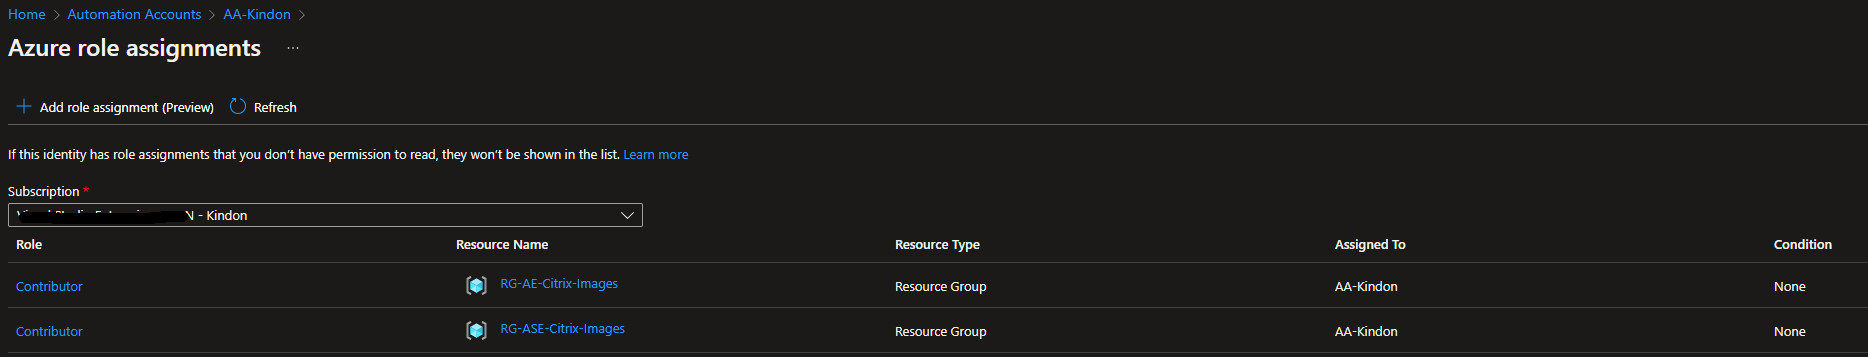 Home > Automation Accounts > AA-Kindon >
Azure role assignments ...
+ Add role assignment (Preview) Refresh
If this identity has role assignments that you don't have permission to read, they won't be shown in the list. Learn more
Subscription *
N - Kindon
Role Resource Name Resource Type Assigned To Condition
Contributor RG-AE-Citrix-Images Resource Group AA-Kindon None
Contributor RG-ASE-Citrix-Images Resource Group AA-Kindon None